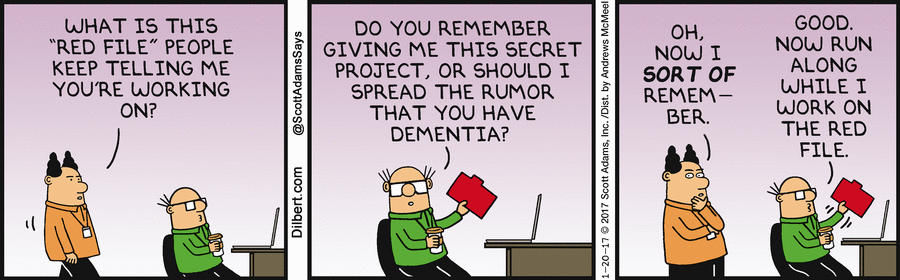 WHAT IS THIS
"RED FILE" PEOPLE
KEEP TELLING ME
YOU'RE WORKING
ON?
Dilbert.com @ScottAdamsSays
DO YOU REMEMBER
GIVING ME THIS SECRET
PROJECT, OR SHOULD I
SPREAD THE RUMOR
THAT YOU HAVE
DEMENTIA?
1-20-17 © 2017 Scott Adams, Inc. /Dist. by Andrews McMeel
OH,
NOW I
SORT OF
REMEM–
BER.
GOOD.
NOW RUN
ALONG
WHILE I
WORK ON
THE RED
FILE.